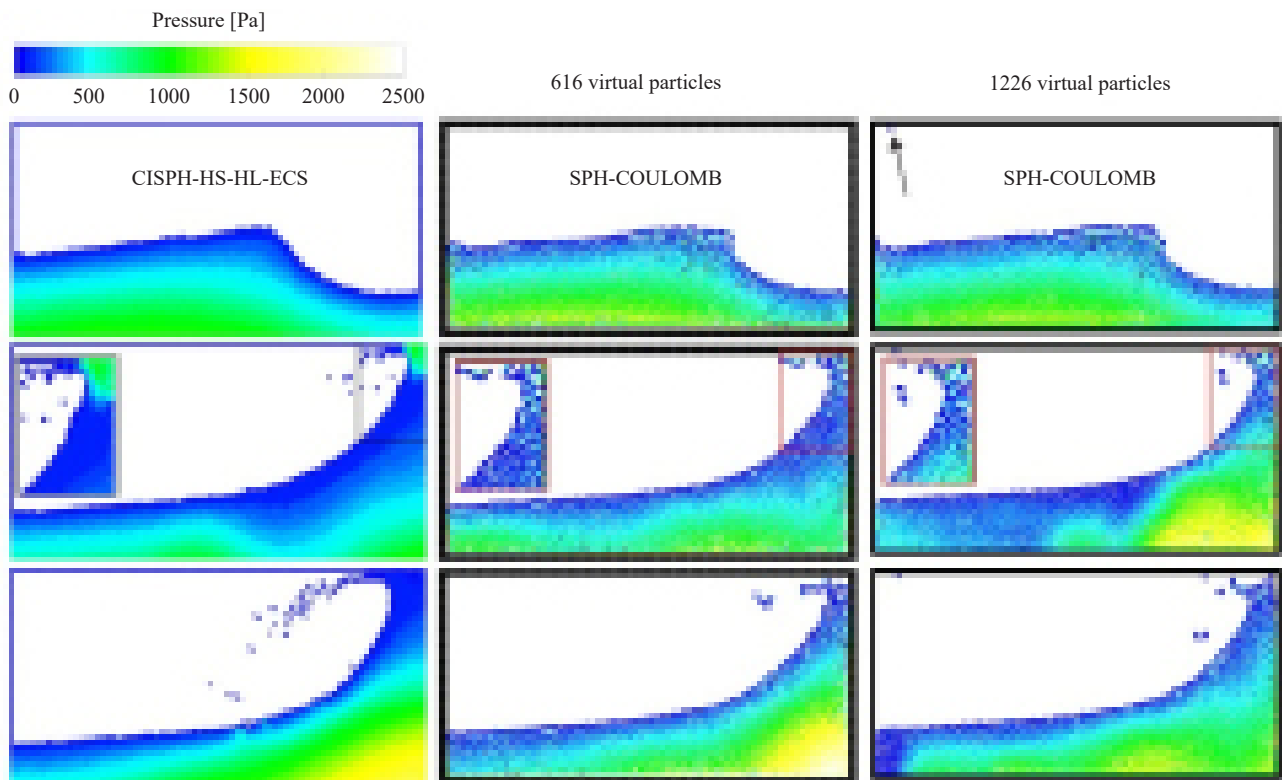 Pressure [Pa]
0 500 1000 1500 2000 2500
616 virtual particles
1226 virtual particles
CISPH-HS-HL-ECS
SPH-COULOMB
SPH-COULOMB